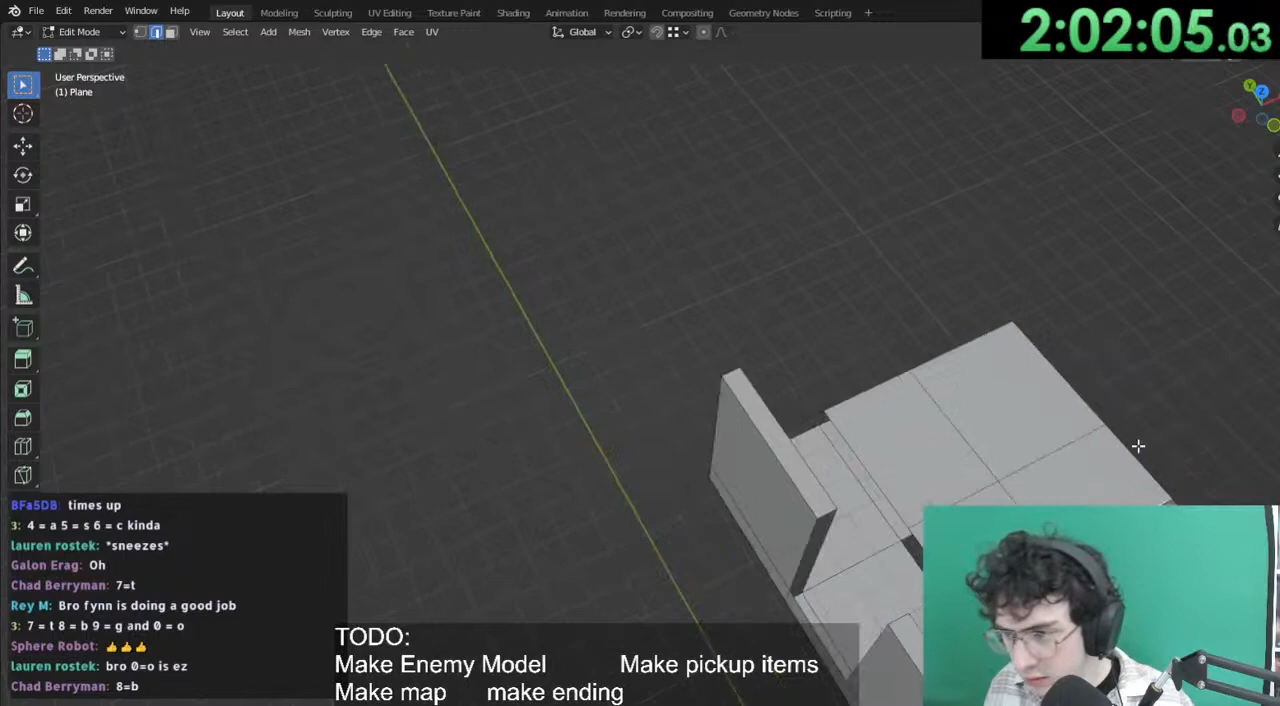 File Edit Render Window Help Layout Modeling Sculpting UV Editing Texture Paint Shading Animation Rendering Compositing Geometry Nodes Scripting +
2:02:05.03
Edit Mode View Select Add Mesh Vertex Edge Face UV Global
User Perspective
(1) Plane
Y Z
BFa5DB: times up
3: 4 = a 5 = s 6 = c kinda
lauren rostek: *sneezes*
Galon Erag: Oh
Chad Berryman: 7=t
Rey M: Bro fynn is doing a good job
3: 7 = t 8 = b 9 = g and 0 = o
Sphere Robot: 👍👍👍
lauren rostek: bro 0=o is ez
Chad Berryman: 8=b
TODO:
Make Enemy Model Make pickup items
Make map make ending